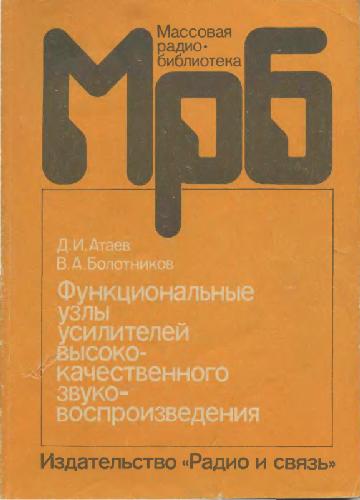 Массовая
радио-
библиотека
Мрб
Д.И.Атаев
В.А.Болотников
Функциональные
узлы
усилителей
высоко-
качественного
звуко-
воспроизведения
Издательство «Радио и связь»